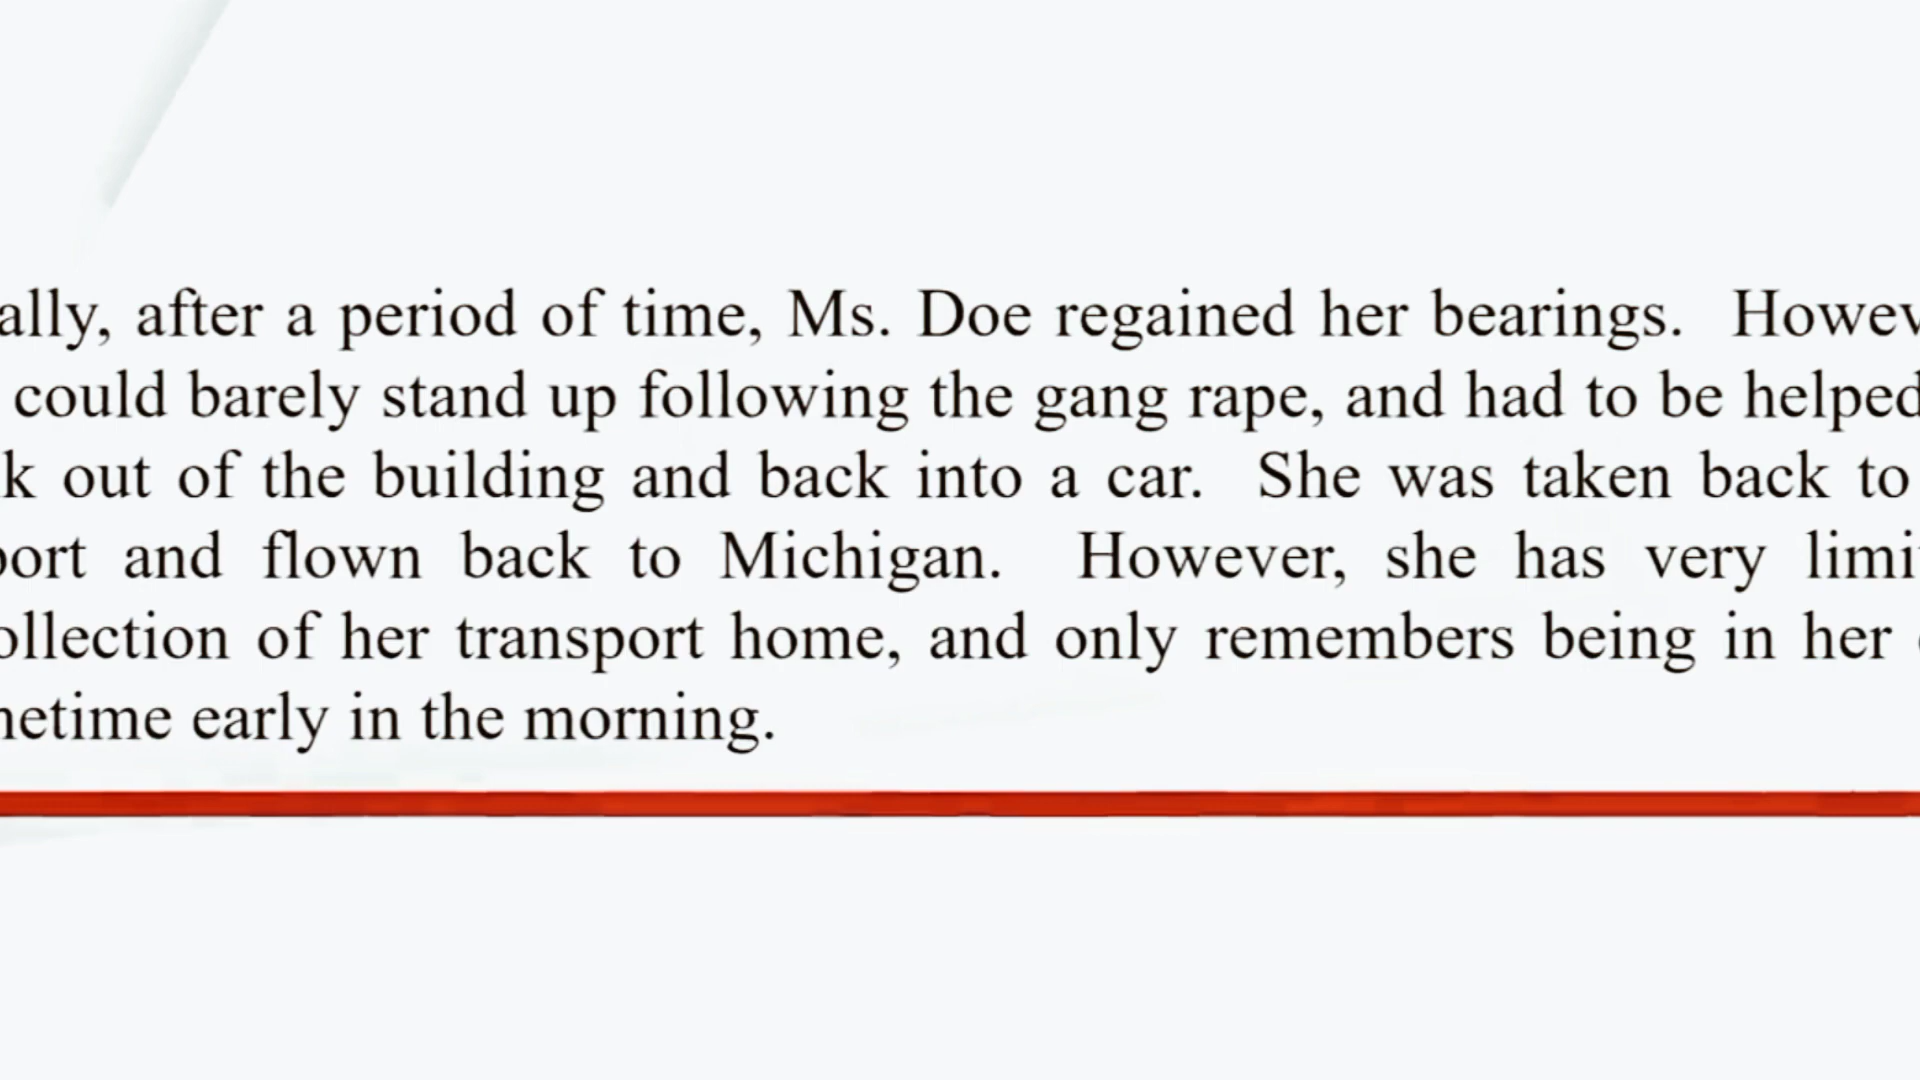 ally, after a period of time, Ms. Doe regained her bearings. Howev
could barely stand up following the gang rape, and had to be helped
k out of the building and back into a car. She was taken back to
port and flown back to Michigan. However, she has very limi
ollection of her transport home, and only remembers being in her
metime early in the morning.